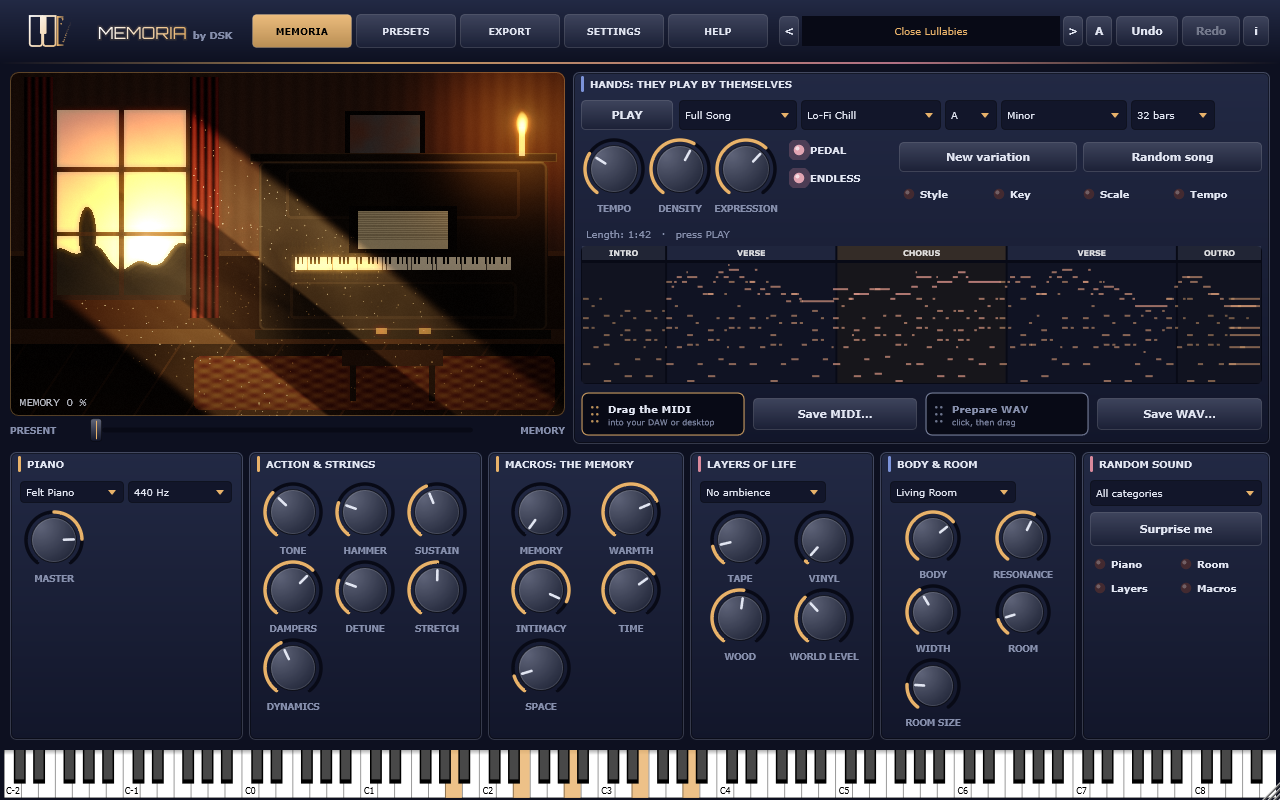 MEMORIA by DSK
MEMORIA
PRESETS
EXPORT
SETTINGS
HELP
<
Close Lullabies
>
A
Undo
Redo
i
MEMORY 0 %
PRESENT
MEMORY
HANDS: THEY PLAY BY THEMSELVES
PLAY
Full Song
Lo-Fi Chill
A
Minor
32 bars
TEMPO
DENSITY
EXPRESSION
PEDAL
ENDLESS
New variation
Random song
Style
Key
Scale
Tempo
Length: 1:42 · press PLAY
INTRO
VERSE
CHORUS
VERSE
OUTRO
Drag the MIDI
into your DAW or desktop
Save MIDI...
Prepare WAV
click, then drag
Save WAV...
PIANO
Felt Piano
440 Hz
MASTER
ACTION & STRINGS
TONE
HAMMER
SUSTAIN
DAMPERS
DETUNE
STRETCH
DYNAMICS
MACROS: THE MEMORY
MEMORY
WARMTH
INTIMACY
TIME
SPACE
LAYERS OF LIFE
No ambience
TAPE
VINYL
WOOD
WORLD LEVEL
BODY & ROOM
Living Room
BODY
RESONANCE
WIDTH
ROOM
ROOM SIZE
RANDOM SOUND
All categories
Surprise me
Piano
Room
Layers
Macros
C-2
C-1
C0
C1
C2
C3
C4
C5
C6
C7
C8